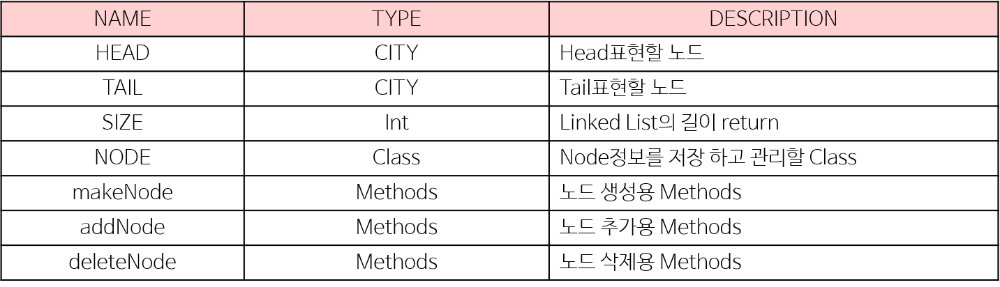 NAME TYPE DESCRIPTION
HEAD CITY Head표현할 노드
TAIL CITY Tail표현할 노드
SIZE Int Linked List의 길이 return
NODE Class Node정보를 저장 하고 관리할 Class
makeNode Methods 노드 생성용 Methods
addNode Methods 노드 추가용 Methods
deleteNode Methods 노드 삭제용 Methods